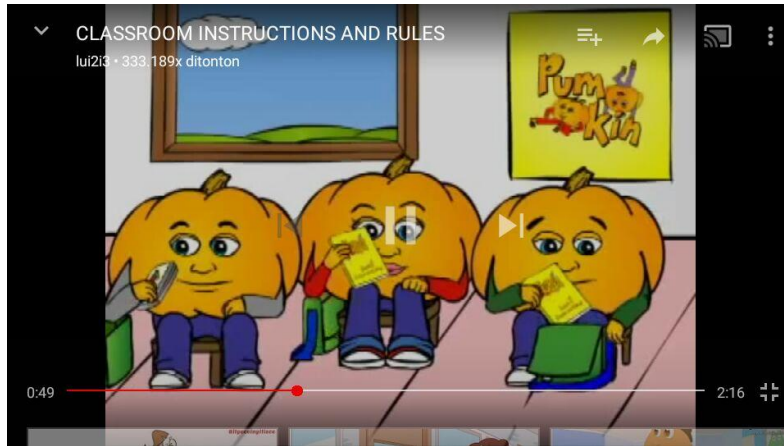 CLASSROOM INSTRUCTIONS AND RULES
lui2i3 • 333.189x ditonton
Pum
Kin
0:49
2:16